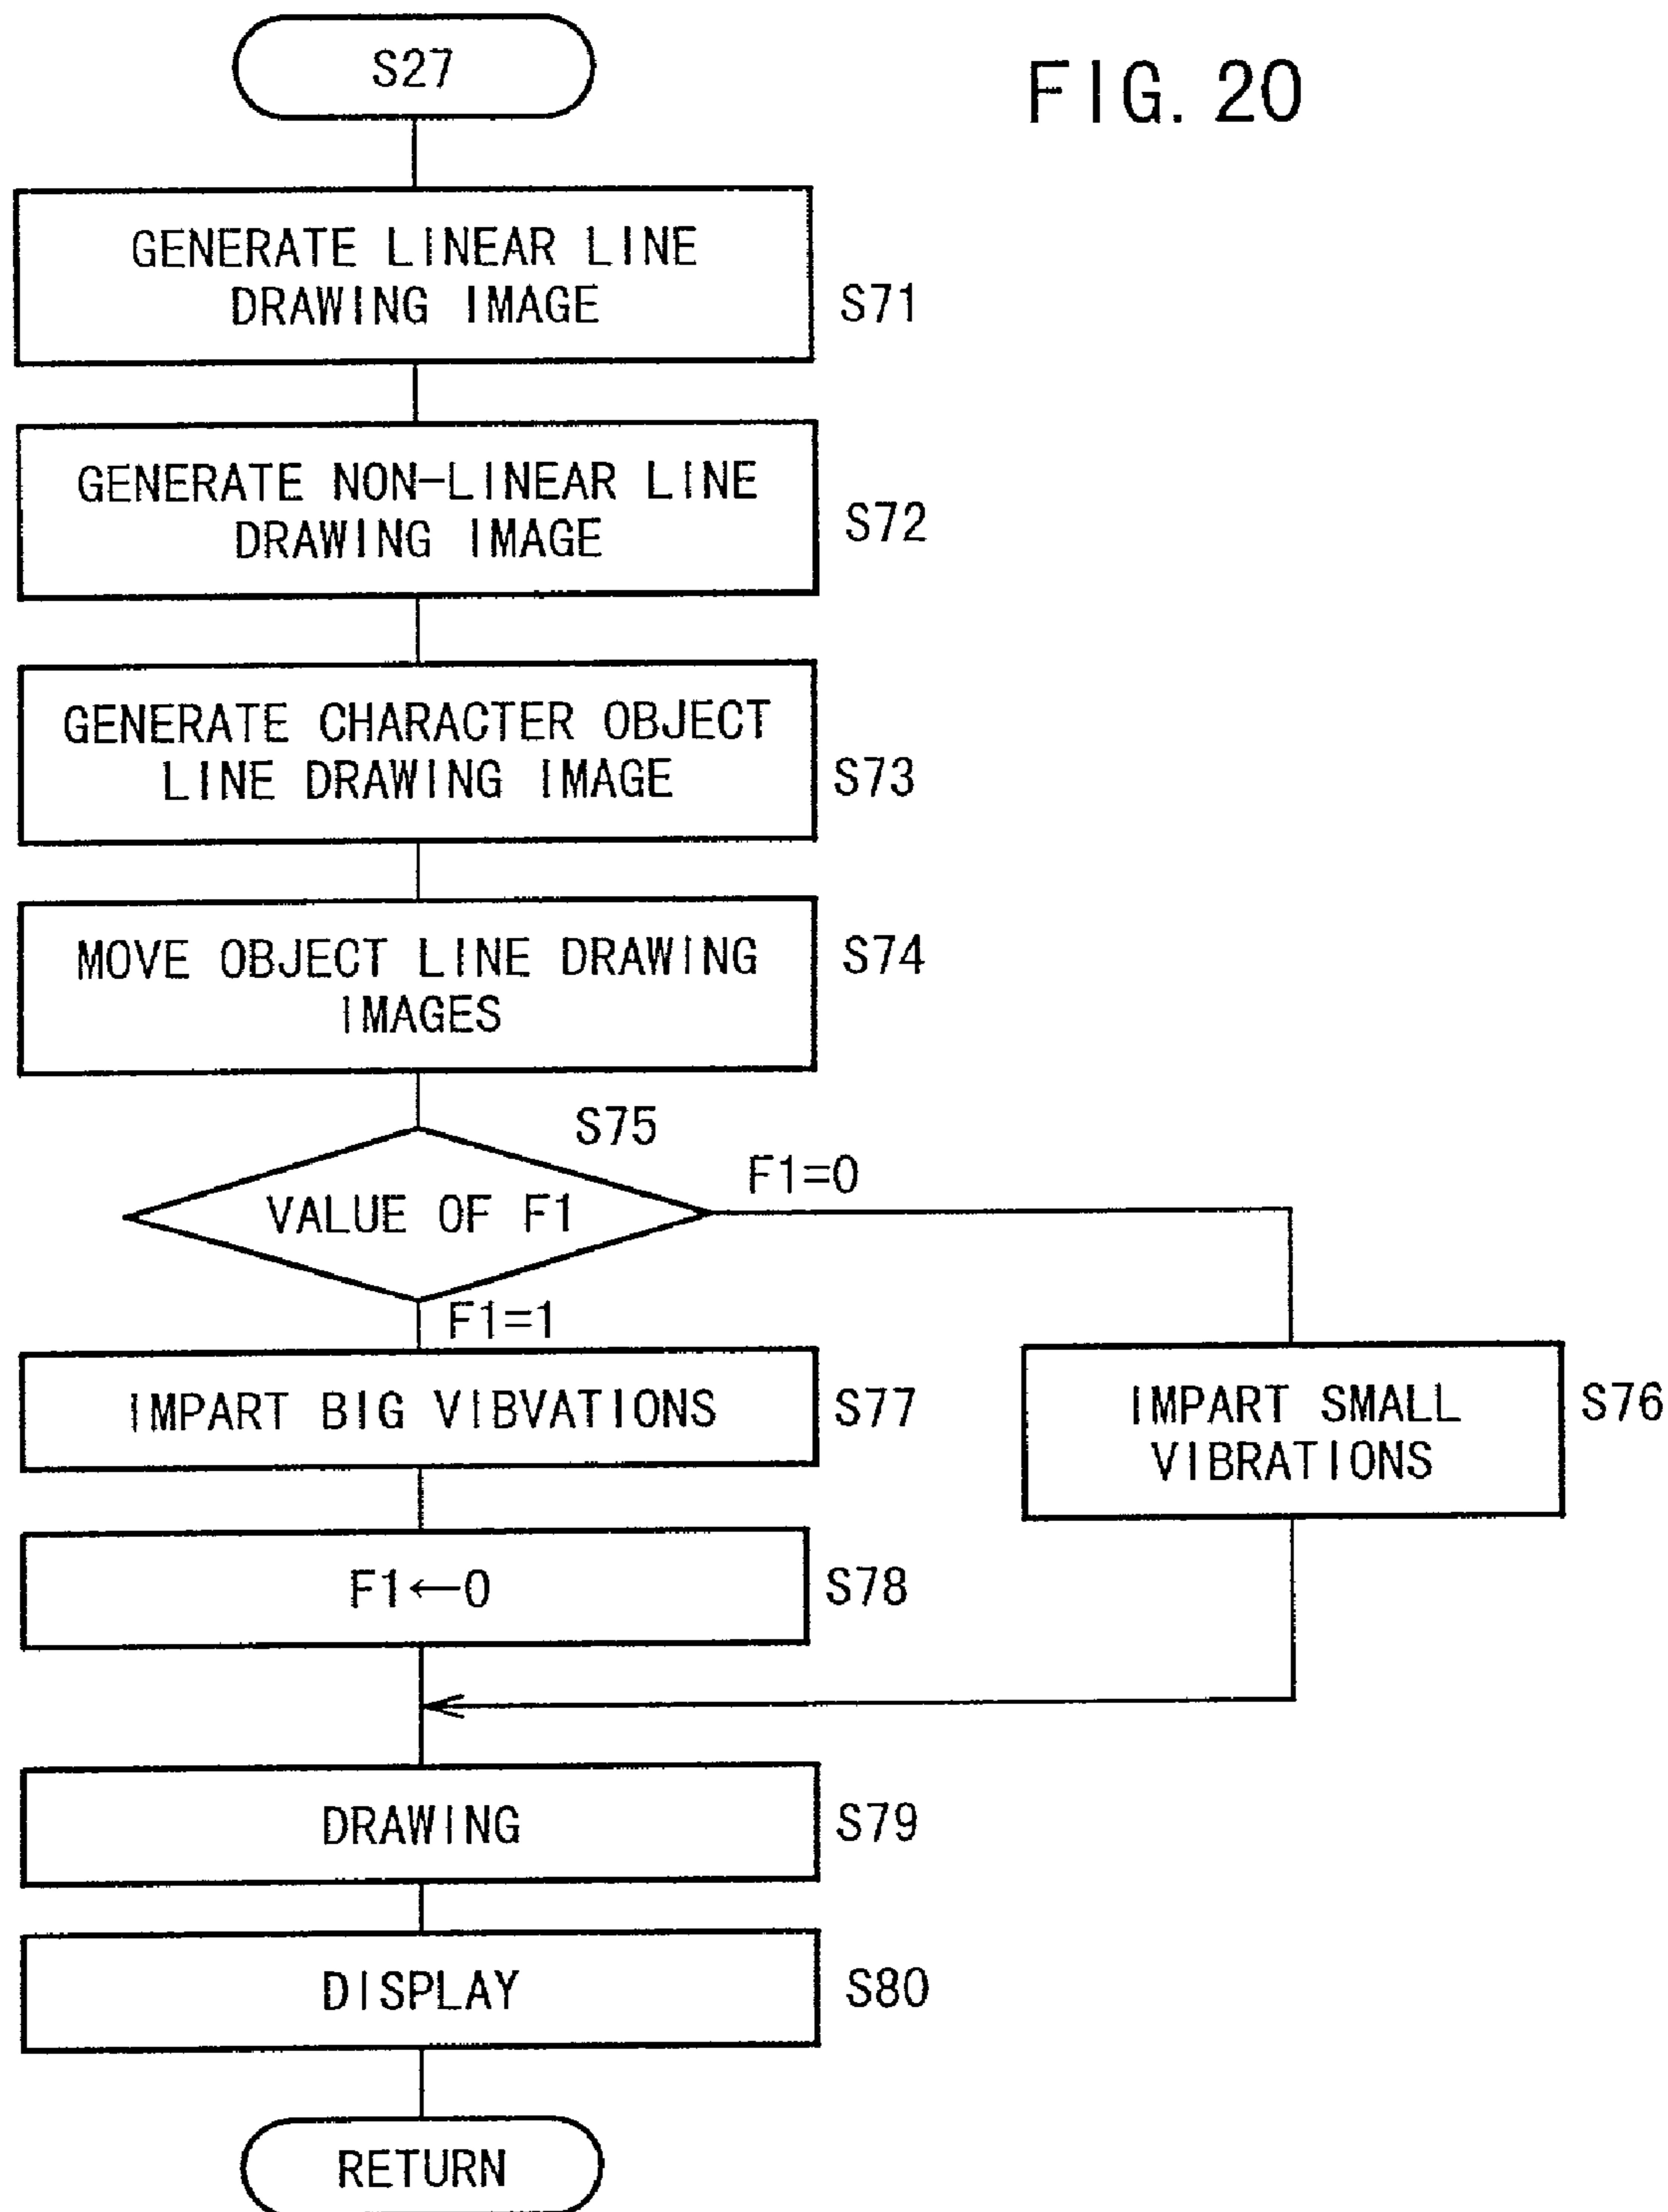 S27
FIG. 20
GENERATE LINEAR LINE
DRAWING IMAGE
S71
GENERATE NON-LINEAR LINE
DRAWING IMAGE
S72
GENERATE CHARACTER OBJECT
LINE DRAWING IMAGE
S73
MOVE OBJECT LINE DRAWING
IMAGES
S74
S75
VALUE OF F1
F1=0
F1=1
IMPART BIG VIBVATIONS
S77
IMPART SMALL
VIBRATIONS
S76
F1←0
S78
DRAWING
S79
DISPLAY
S80
RETURN